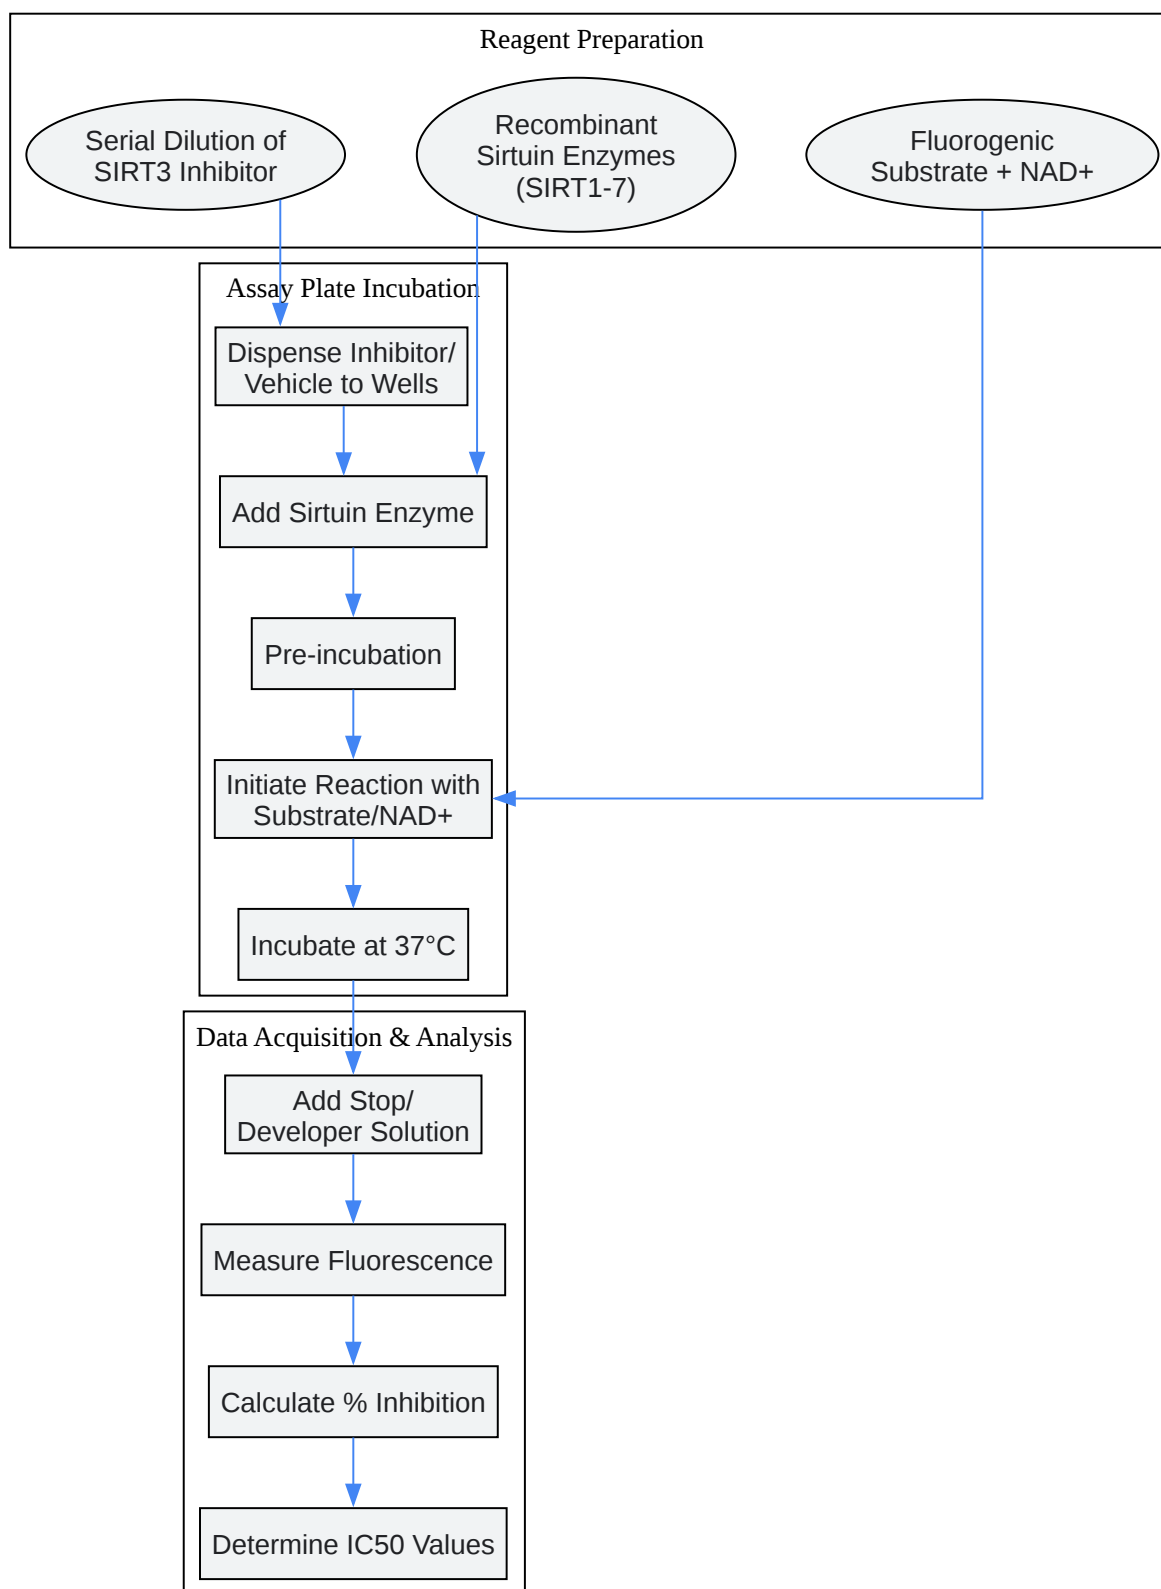 Reagent Preparation
Serial Dilution of
SIRT3 Inhibitor
Recombinant
Sirtuin Enzymes
(SIRT1-7)
Fluorogenic
Substrate + NAD+
Assay Plate Incubation
Dispense Inhibitor/
Vehicle to Wells
Add Sirtuin Enzyme
Pre-incubation
Initiate Reaction with
Substrate/NAD+
Incubate at 37°C
Data Acquisition & Analysis
Add Stop/
Developer Solution
Measure Fluorescence
Calculate % Inhibition
Determine IC50 Values